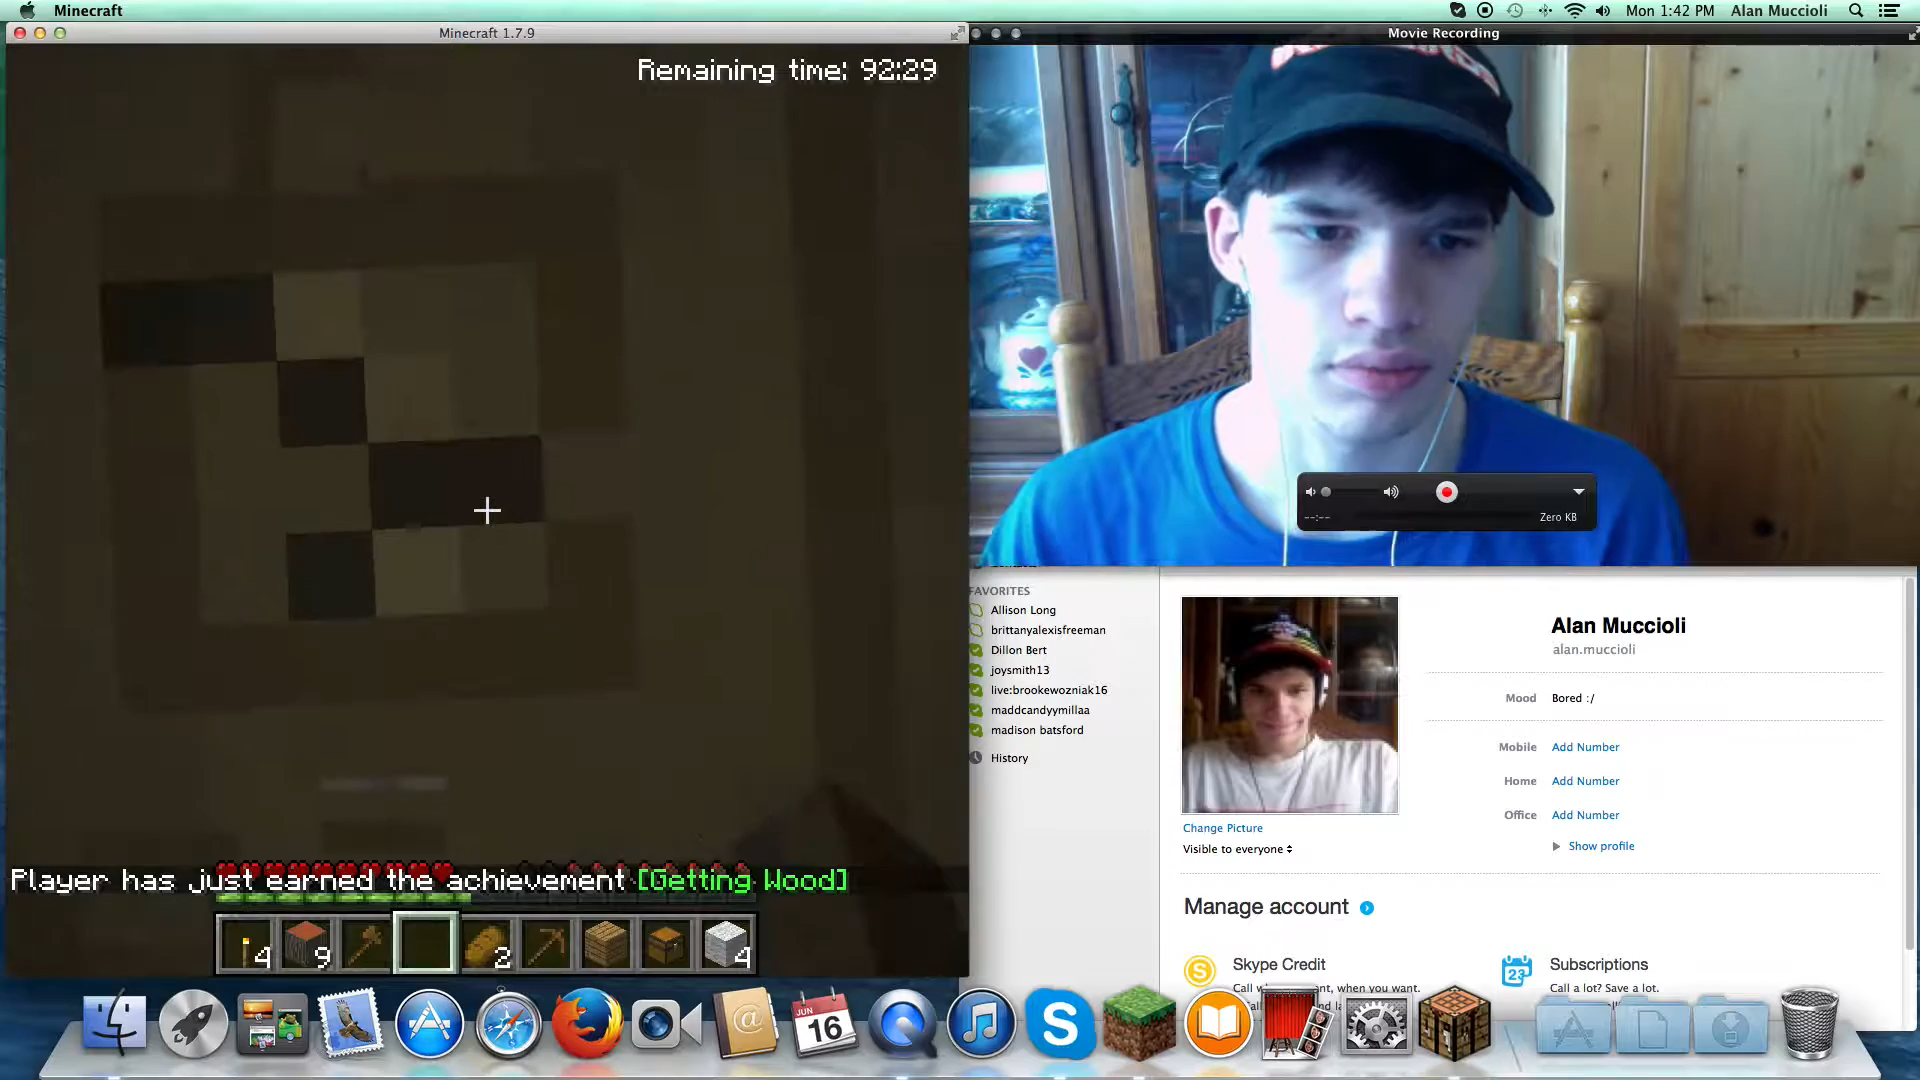 Minecraft
Mon 1:42 PM
Alan Muccioli
Minecraft 1.7.9
Movie Recording
Remaining time: 92:29
--:--
Zero KB
FAVORITES
Allison Long
brittanyalexisfreeman
Dillon Bert
joysmith13
live:brookewozniak16
maddcandyymillaa
madison batsford
History
Alan Muccioli
alan.muccioli
Mood Bored :/
Mobile Add Number
Home Add Number
Office Add Number
Show profile
Change Picture
Visible to everyone
Manage account
Skype Credit
Subscriptions
23
Call a lot? Save a lot.
when you want.
Player has just earned the achievement [Getting Wood]
4
9
2
4
JUN
16